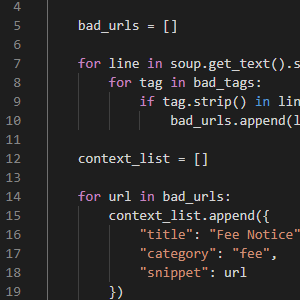 4
5 bad_urls = []
6
7 for line in soup.get_text().s
8 for tag in bad_tags:
9 if tag.strip() in lin
10 bad_urls.append(l
11
12 context_list = []
13
14 for url in bad_urls:
15 context_list.append({
16 "title": "Fee Notice"
17 "category": "fee",
18 "snippet": url
19 })